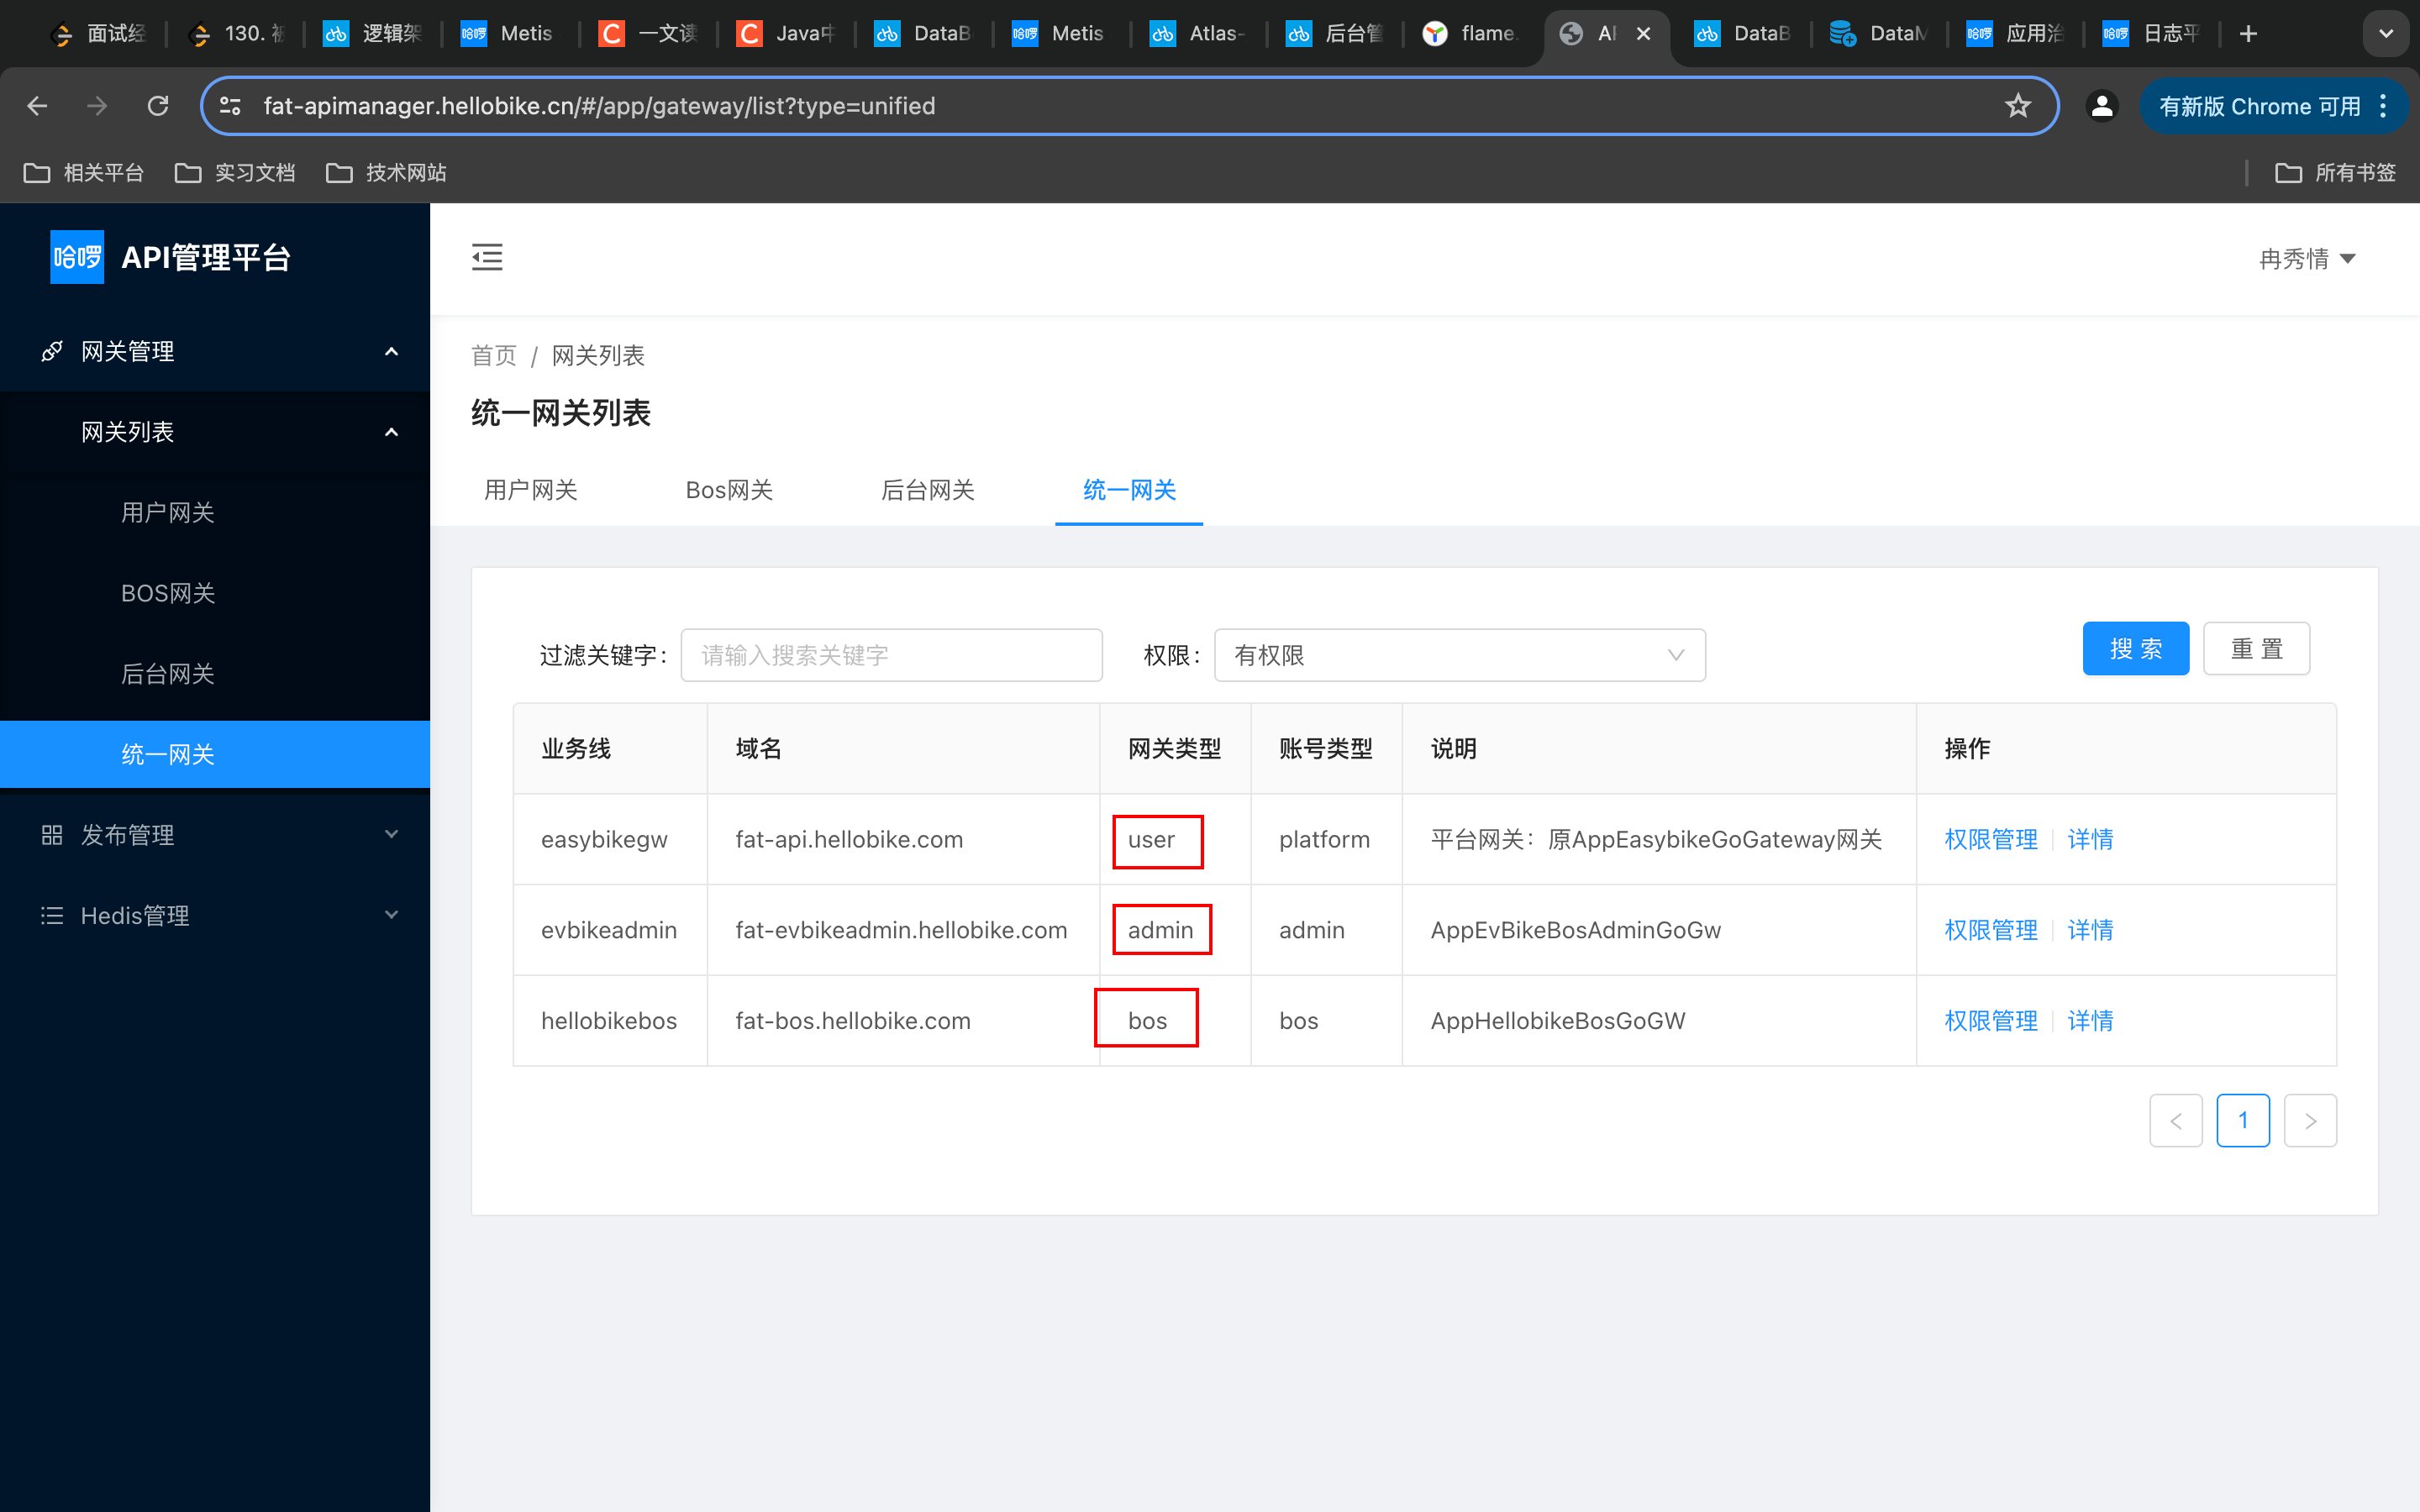 面试经 130. 被 逻辑架 Metis 一文读 Java中 DataB Metis Atlas- 后台管 flame. AI DataB DataM 应用治 日志平
fat-apimanager.hellobike.cn/#/app/gateway/list?type=unified 有新版 Chrome 可用
相关平台 实习文档 技术网站 所有书签
哈啰 API管理平台
冉秀情
网关管理
网关列表
用户网关
BOS网关
后台网关
统一网关
发布管理
Hedis管理
首页 / 网关列表
统一网关列表
用户网关 Bos网关 后台网关 统一网关
过滤关键字: 请输入搜索关键字 权限: 有权限 搜 索 重 置
业务线 域名 网关类型 账号类型 说明 操作
easybikegw fat-api.hellobike.com user platform 平台网关：原AppEasybikeGoGateway网关 权限管理 详情
evbikeadmin fat-evbikeadmin.hellobike.com admin admin AppEvBikeBosAdminGoGw 权限管理 详情
hellobikebos fat-bos.hellobike.com bos bos AppHellobikeBosGoGW 权限管理 详情
1